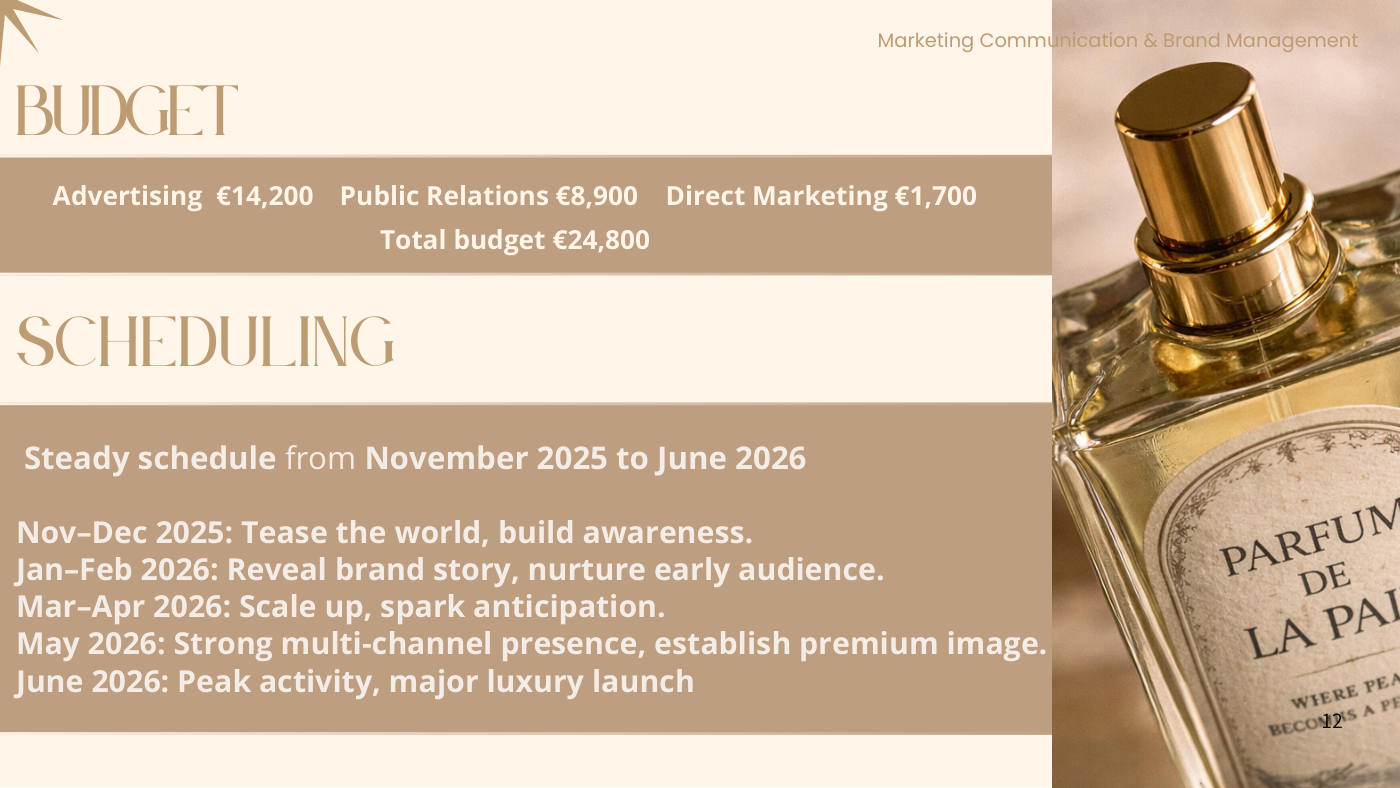 Marketing Communication & Brand Management
BUDGET
Advertising €14,200 Public Relations €8,900 Direct Marketing €1,700
Total budget €24,800
SCHEDULING
Steady schedule from November 2025 to June 2026
Nov–Dec 2025: Tease the world, build awareness.
Jan–Feb 2026: Reveal brand story, nurture early audience.
Mar–Apr 2026: Scale up, spark anticipation.
May 2026: Strong multi-channel presence, establish premium image.
June 2026: Peak activity, major luxury launch
PARFUM
DE
LA
WHERE
12